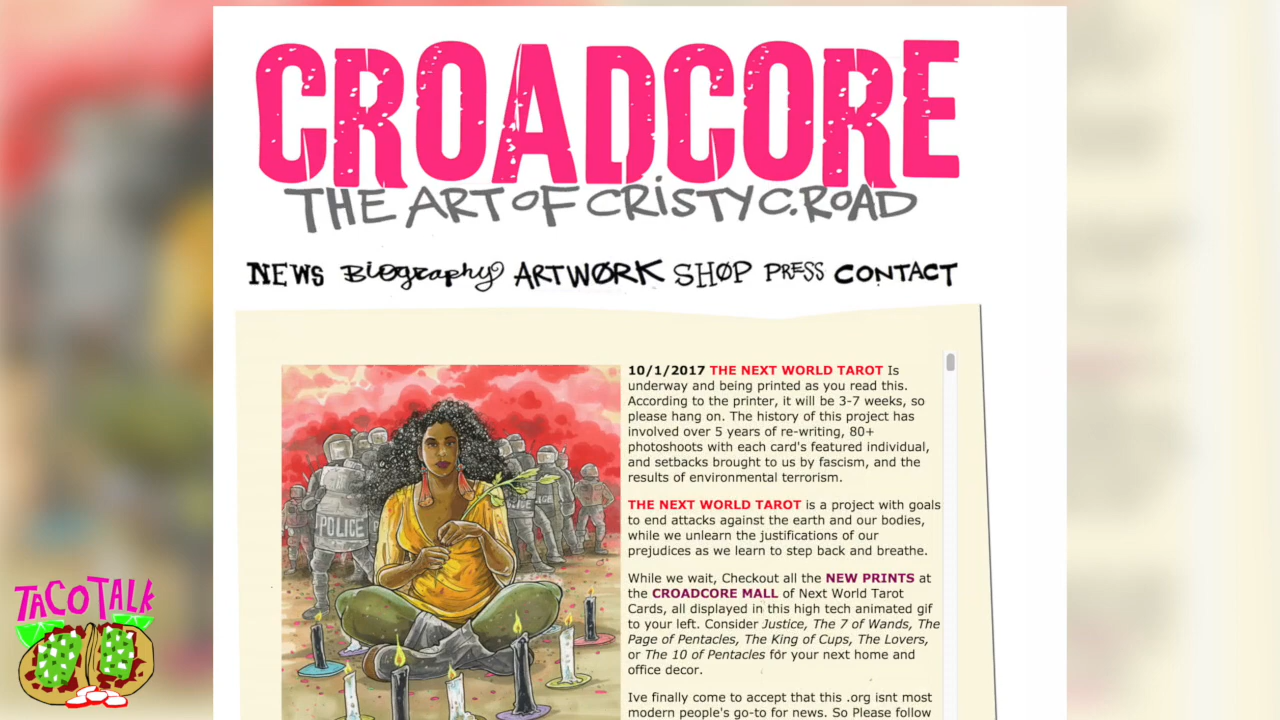 CROADCORE
THE ART OF CRISTY C. ROAD
NEWS Biography ARTWORK SHOP PRESS CONTACT
10/1/2017 THE NEXT WORLD TAROT Is
underway and being printed as you read this.
According to the printer, it will be 3-7 weeks, so
please hang on. The history of this project has
involved over 5 years of re-writing, 80+
photoshoots with each card's featured individual,
and setbacks brought to us by fascism, and the
results of environmental terrorism.
THE NEXT WORLD TAROT is a project with goals
to end attacks against the earth and our bodies,
while we unlearn the justifications of our
prejudices as we learn to step back and breathe.
While we wait, Checkout all the NEW PRINTS at
the CROADCORE MALL of Next World Tarot
Cards, all displayed in this high tech animated gif
to your left. Consider Justice, The 7 of Wands, The
Page of Pentacles, The King of Cups, The Lovers,
or The 10 of Pentacles for your next home and
office decor.
Ive finally come to accept that this .org isnt most
modern people's go-to for news. So Please follow
POLICE
TACO TALK